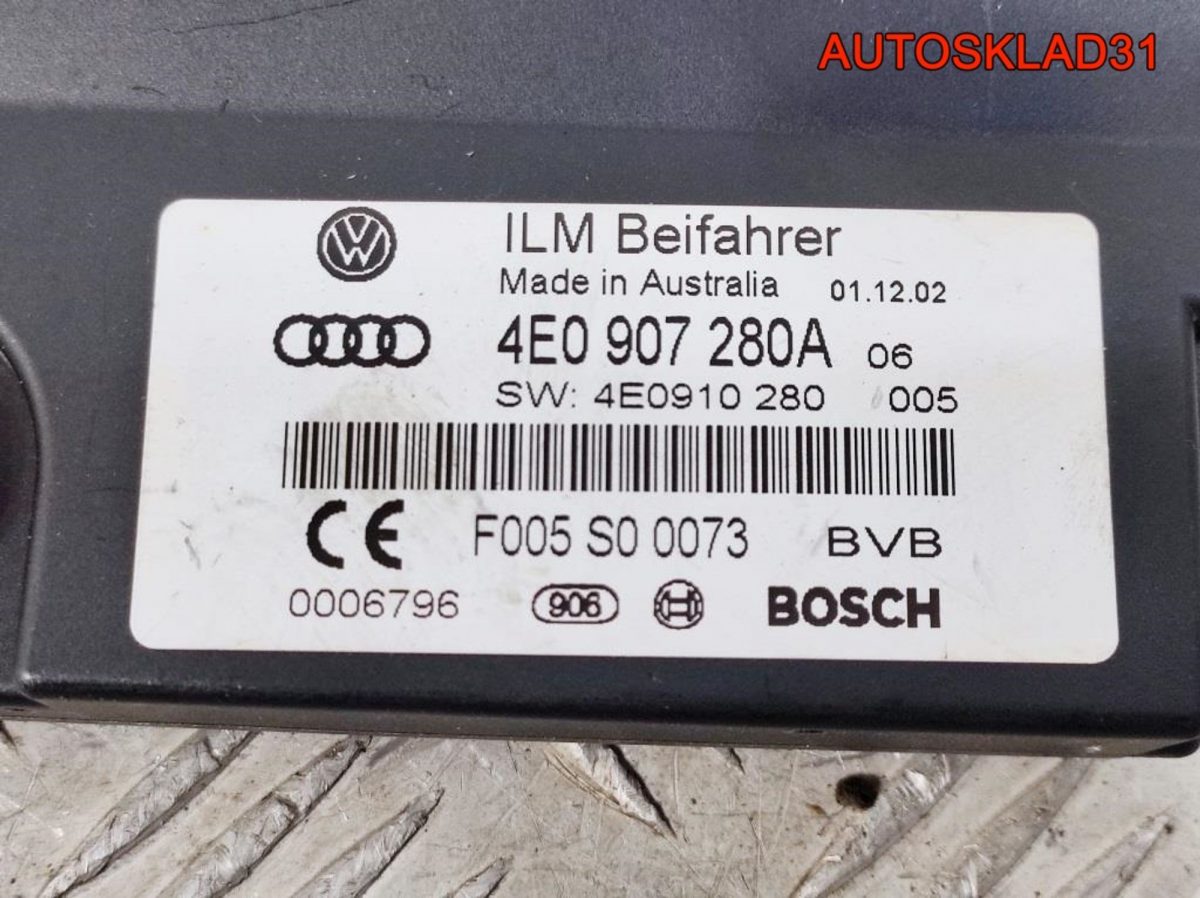 AUTOSKLAD31
ILM Beifahrer
Made in Australia 01.12.02
4E0 907 280A 06
SW: 4E0910 280 005
CE F005 S0 0073 BVB
0006796 906 BOSCH